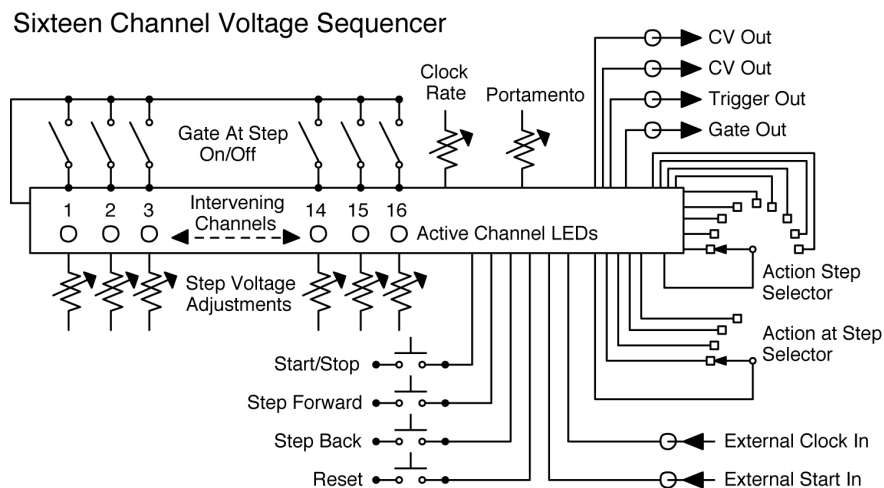 Sixteen Channel Voltage Sequencer
CV Out
CV Out
Trigger Out
Gate Out
Clock
Rate
Portamento
Gate At Step
On/Off
1 2 3
Intervening
Channels
14 15 16
Active Channel LEDs
Step Voltage
Adjustments
Action Step
Selector
Action at Step
Selector
Start/Stop
Step Forward
Step Back
Reset
External Clock In
External Start In